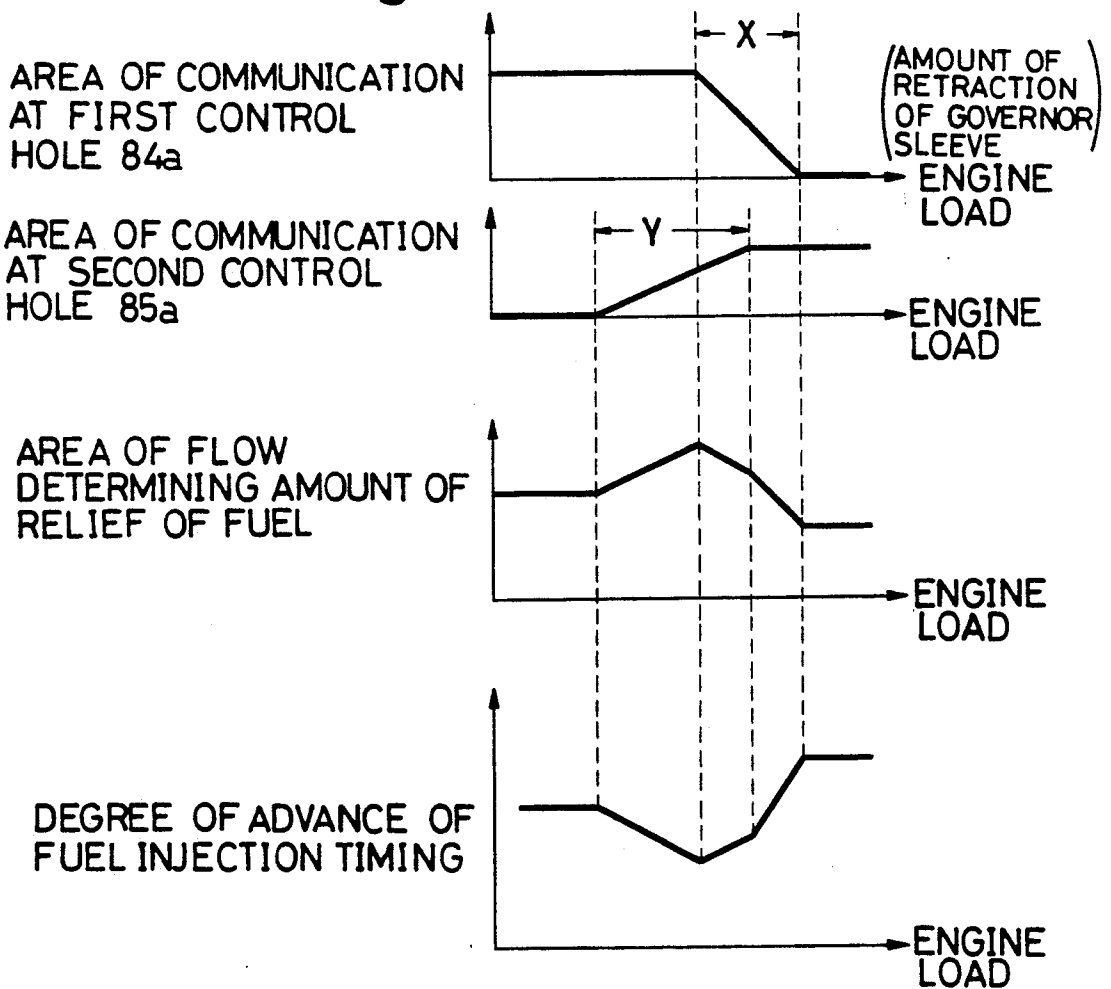 AREA OF COMMUNICATION
AT FIRST CONTROL
HOLE 84a
X
(AMOUNT OF
RETRACTION
OF GOVERNOR
SLEEVE)
ENGINE
LOAD
AREA OF COMMUNICATION
AT SECOND CONTROL
HOLE 85a
Y
ENGINE
LOAD
AREA OF FLOW
DETERMINING AMOUNT OF
RELIEF OF FUEL
ENGINE
LOAD
DEGREE OF ADVANCE OF
FUEL INJECTION TIMING
ENGINE
LOAD